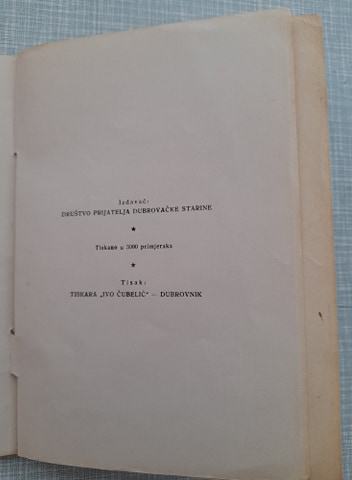 Izdavač:
DRUŠTVO PRIJATELJA DUBROVAČKE STARINE
★
Tiskano u 3000 primjeraka
★
Tisak:
TISKARA „IVO ČUBELIĆ" — DUBROVNIK